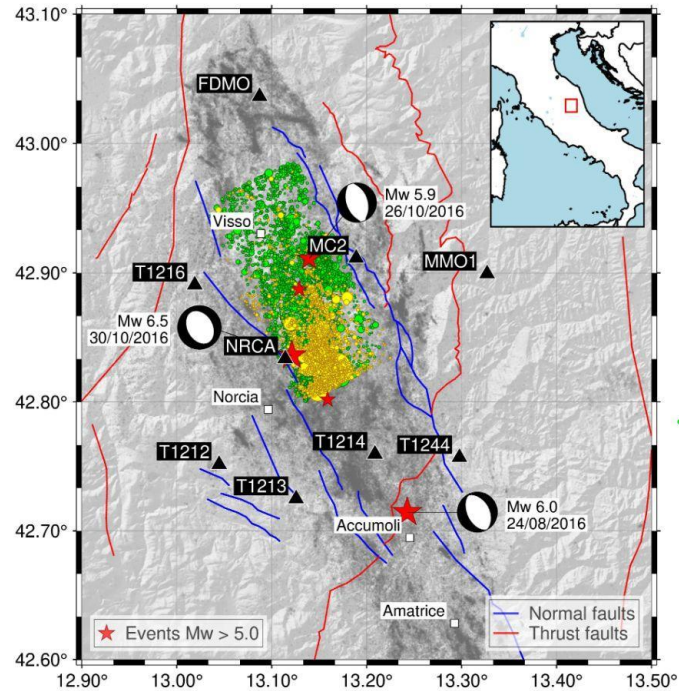 43.10°
43.00°
42.90°
42.80°
42.70°
42.60°
12.90°
13.00°
13.10°
13.20°
13.30°
13.40°
13.50°
FDMO
Mw 5.9
26/10/2016
Visso
MC2
MMO1
T1216
Mw 6.5
30/10/2016
NRCA
Norcia
T1214
T1244
T1212
T1213
Mw 6.0
24/08/2016
Accumoli
Amatrice
Events Mw > 5.0
Normal faults
Thrust faults